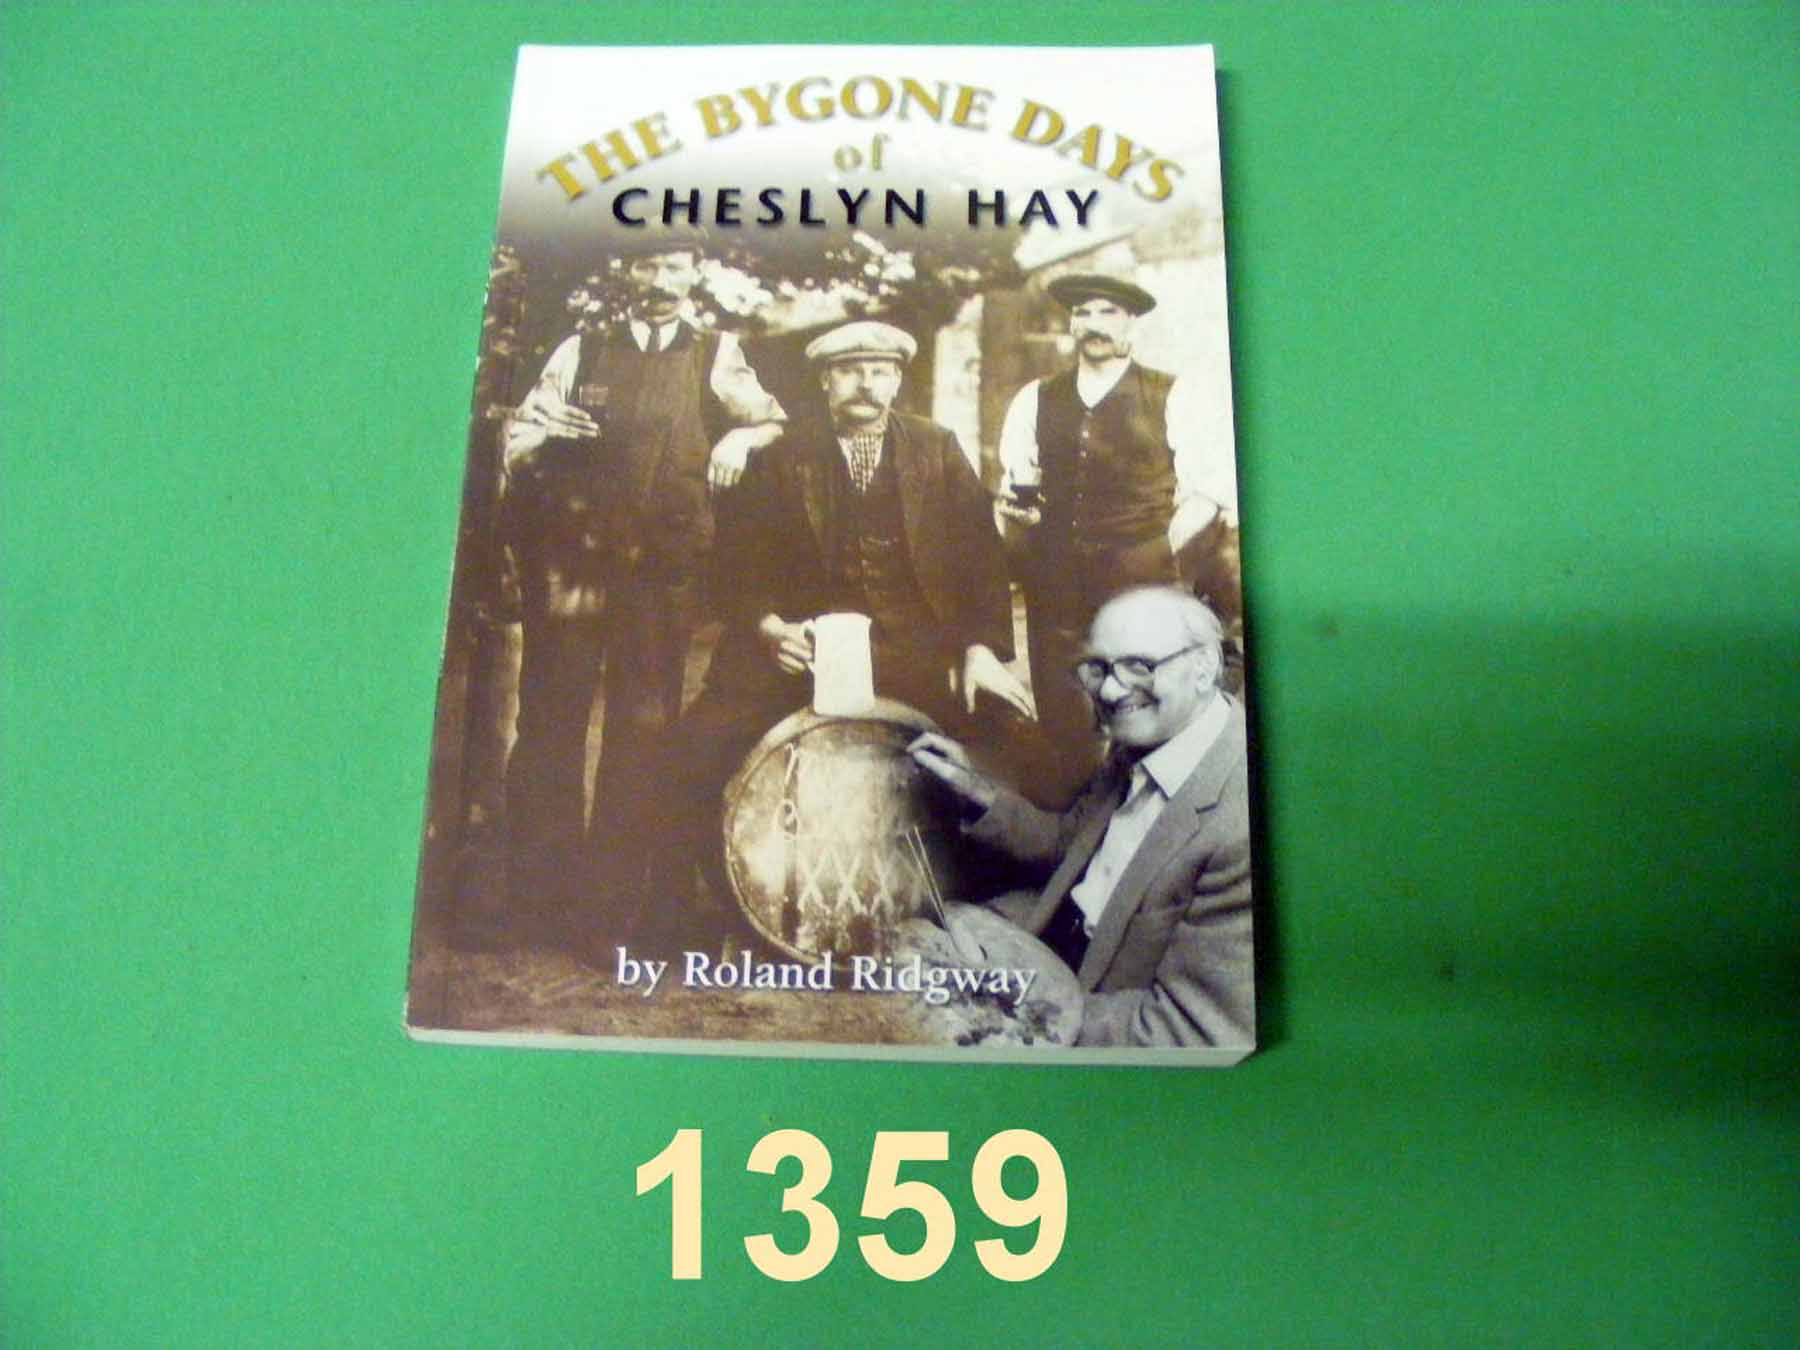 THE BYGONE DAYS
of
CHESLYN HAY
by Roland Ridgway
1359